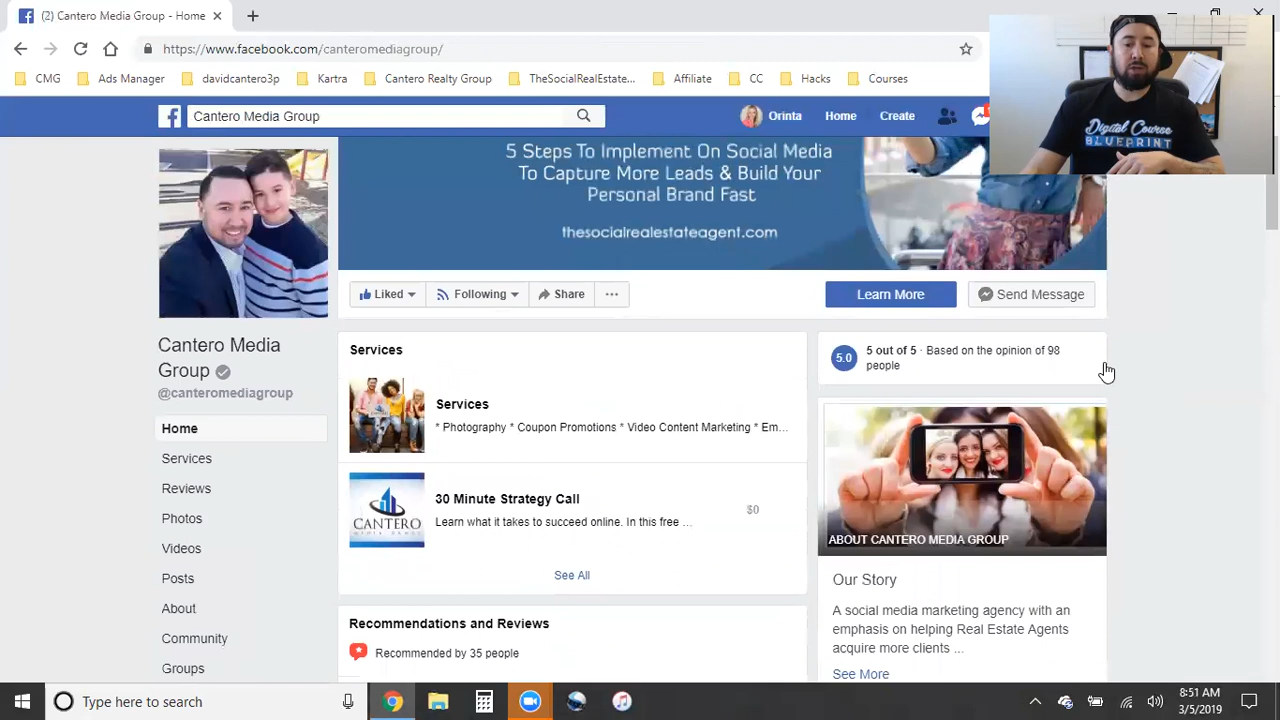 (2) Cantero Media Group - Home
https://www.facebook.com/canteromediagroup/
CMG
Ads Manager
davidcantero3p
Kartra
Cantero Realty Group
TheSocialRealEstate...
Affiliate
CC
Hacks
Courses
Cantero Media Group
Orinta
Home
Create
Digital Course
BLUEPRINT
5 Steps To Implement On Social Media
To Capture More Leads & Build Your
Personal Brand Fast
thesocialrealestateagent.com
Liked
Following
Share
Learn More
Send Message
Cantero Media
Group
@canteromediagroup
Home
Services
Reviews
Photos
Videos
Posts
About
Community
Groups
Services
Services
* Photography * Coupon Promotions * Video Content Marketing * Em...
CANTERO
30 Minute Strategy Call
Learn what it takes to succeed online. In this free ...
$0
See All
Recommendations and Reviews
Recommended by 35 people
5.0
5 out of 5 · Based on the opinion of 98
people
ABOUT CANTERO MEDIA GROUP
Our Story
A social media marketing agency with an
emphasis on helping Real Estate Agents
acquire more clients ...
See More
Type here to search
8:51 AM
3/5/2019